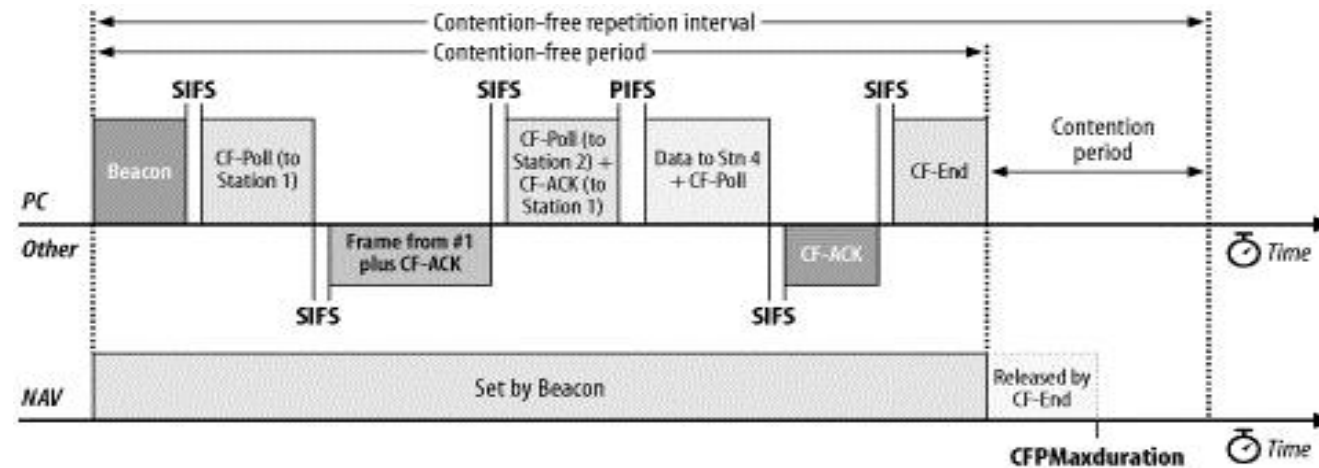 Contention-free repetition interval
Contention-free period
SIFS
SIFS
PIFS
SIFS
Beacon
CF-Poll (to
Station 1)
CF-Poll (to
Station 2) +
CF-ACK (to
Station 1)
Data to Stn 4
+ CF-Poll
CF-End
Contention
period
PC
Other
Frame from #1
plus CF-ACK
CF-ACK
Time
SIFS
SIFS
NAV
Set by Beacon
Released by
CF-End
Time
CFPMaxduration